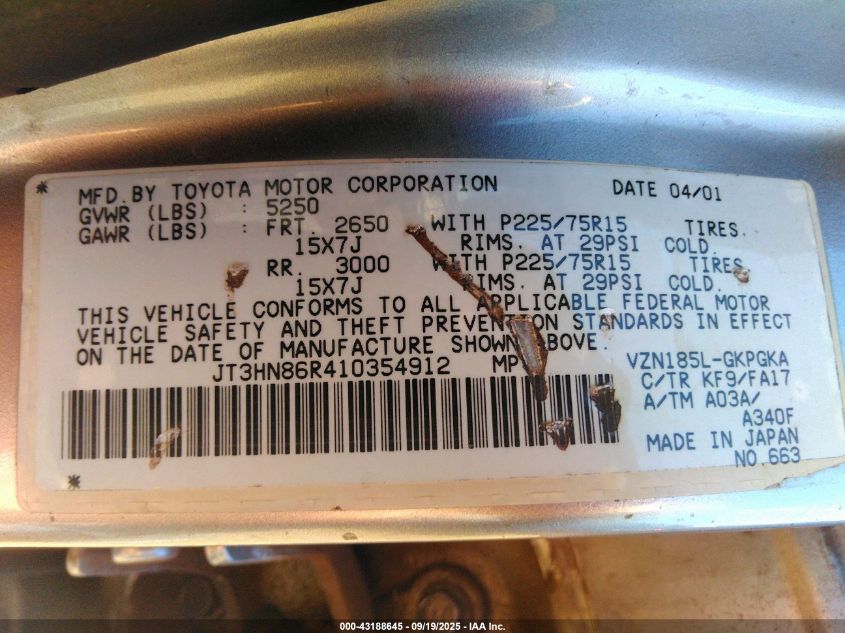 * MFD.BY TOYOTA MOTOR CORPORATION DATE 04/01
GVWR (LBS) : 5250
GAWR (LBS) : FRT. 2650 WITH P225/75R15 TIRES.
15X7J RIMS. AT 29PSI COLD.
RR. 3000 WITH P225/75R15 TIRES
15X7J RIMS. AT 29PSI COLD.
THIS VEHICLE CONFORMS TO ALL APPLICABLE FEDERAL MOTOR
VEHICLE SAFETY AND THEFT PREVENTION STANDARDS IN EFFECT
ON THE DATE OF MANUFACTURE SHOWN ABOVE.
JT3HN86R410354912 MP VZN185L-GKPGKA
C/TR KF9/FA17
A/TM A03A/
A340F
MADE IN JAPAN
* NO 663
000-43188645 - 09/19/2025 - IAA Inc.